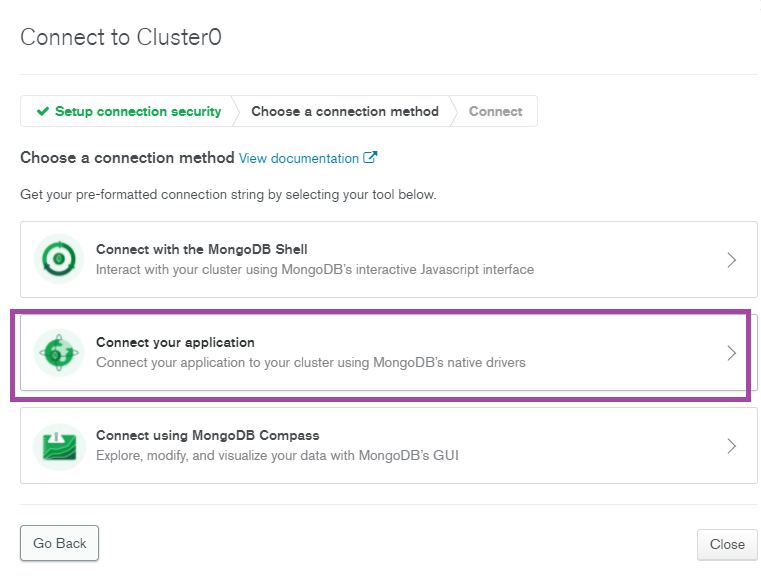 Connect to Cluster0
Setup connection security
Choose a connection method
Connect
Choose a connection method View documentation
Get your pre-formatted connection string by selecting your tool below.
Connect with the MongoDB Shell
Interact with your cluster using MongoDB's interactive Javascript interface
Connect your application
Connect your application to your cluster using MongoDB's native drivers
Connect using MongoDB Compass
Explore, modify, and visualize your data with MongoDB's GUI
Go Back
Close